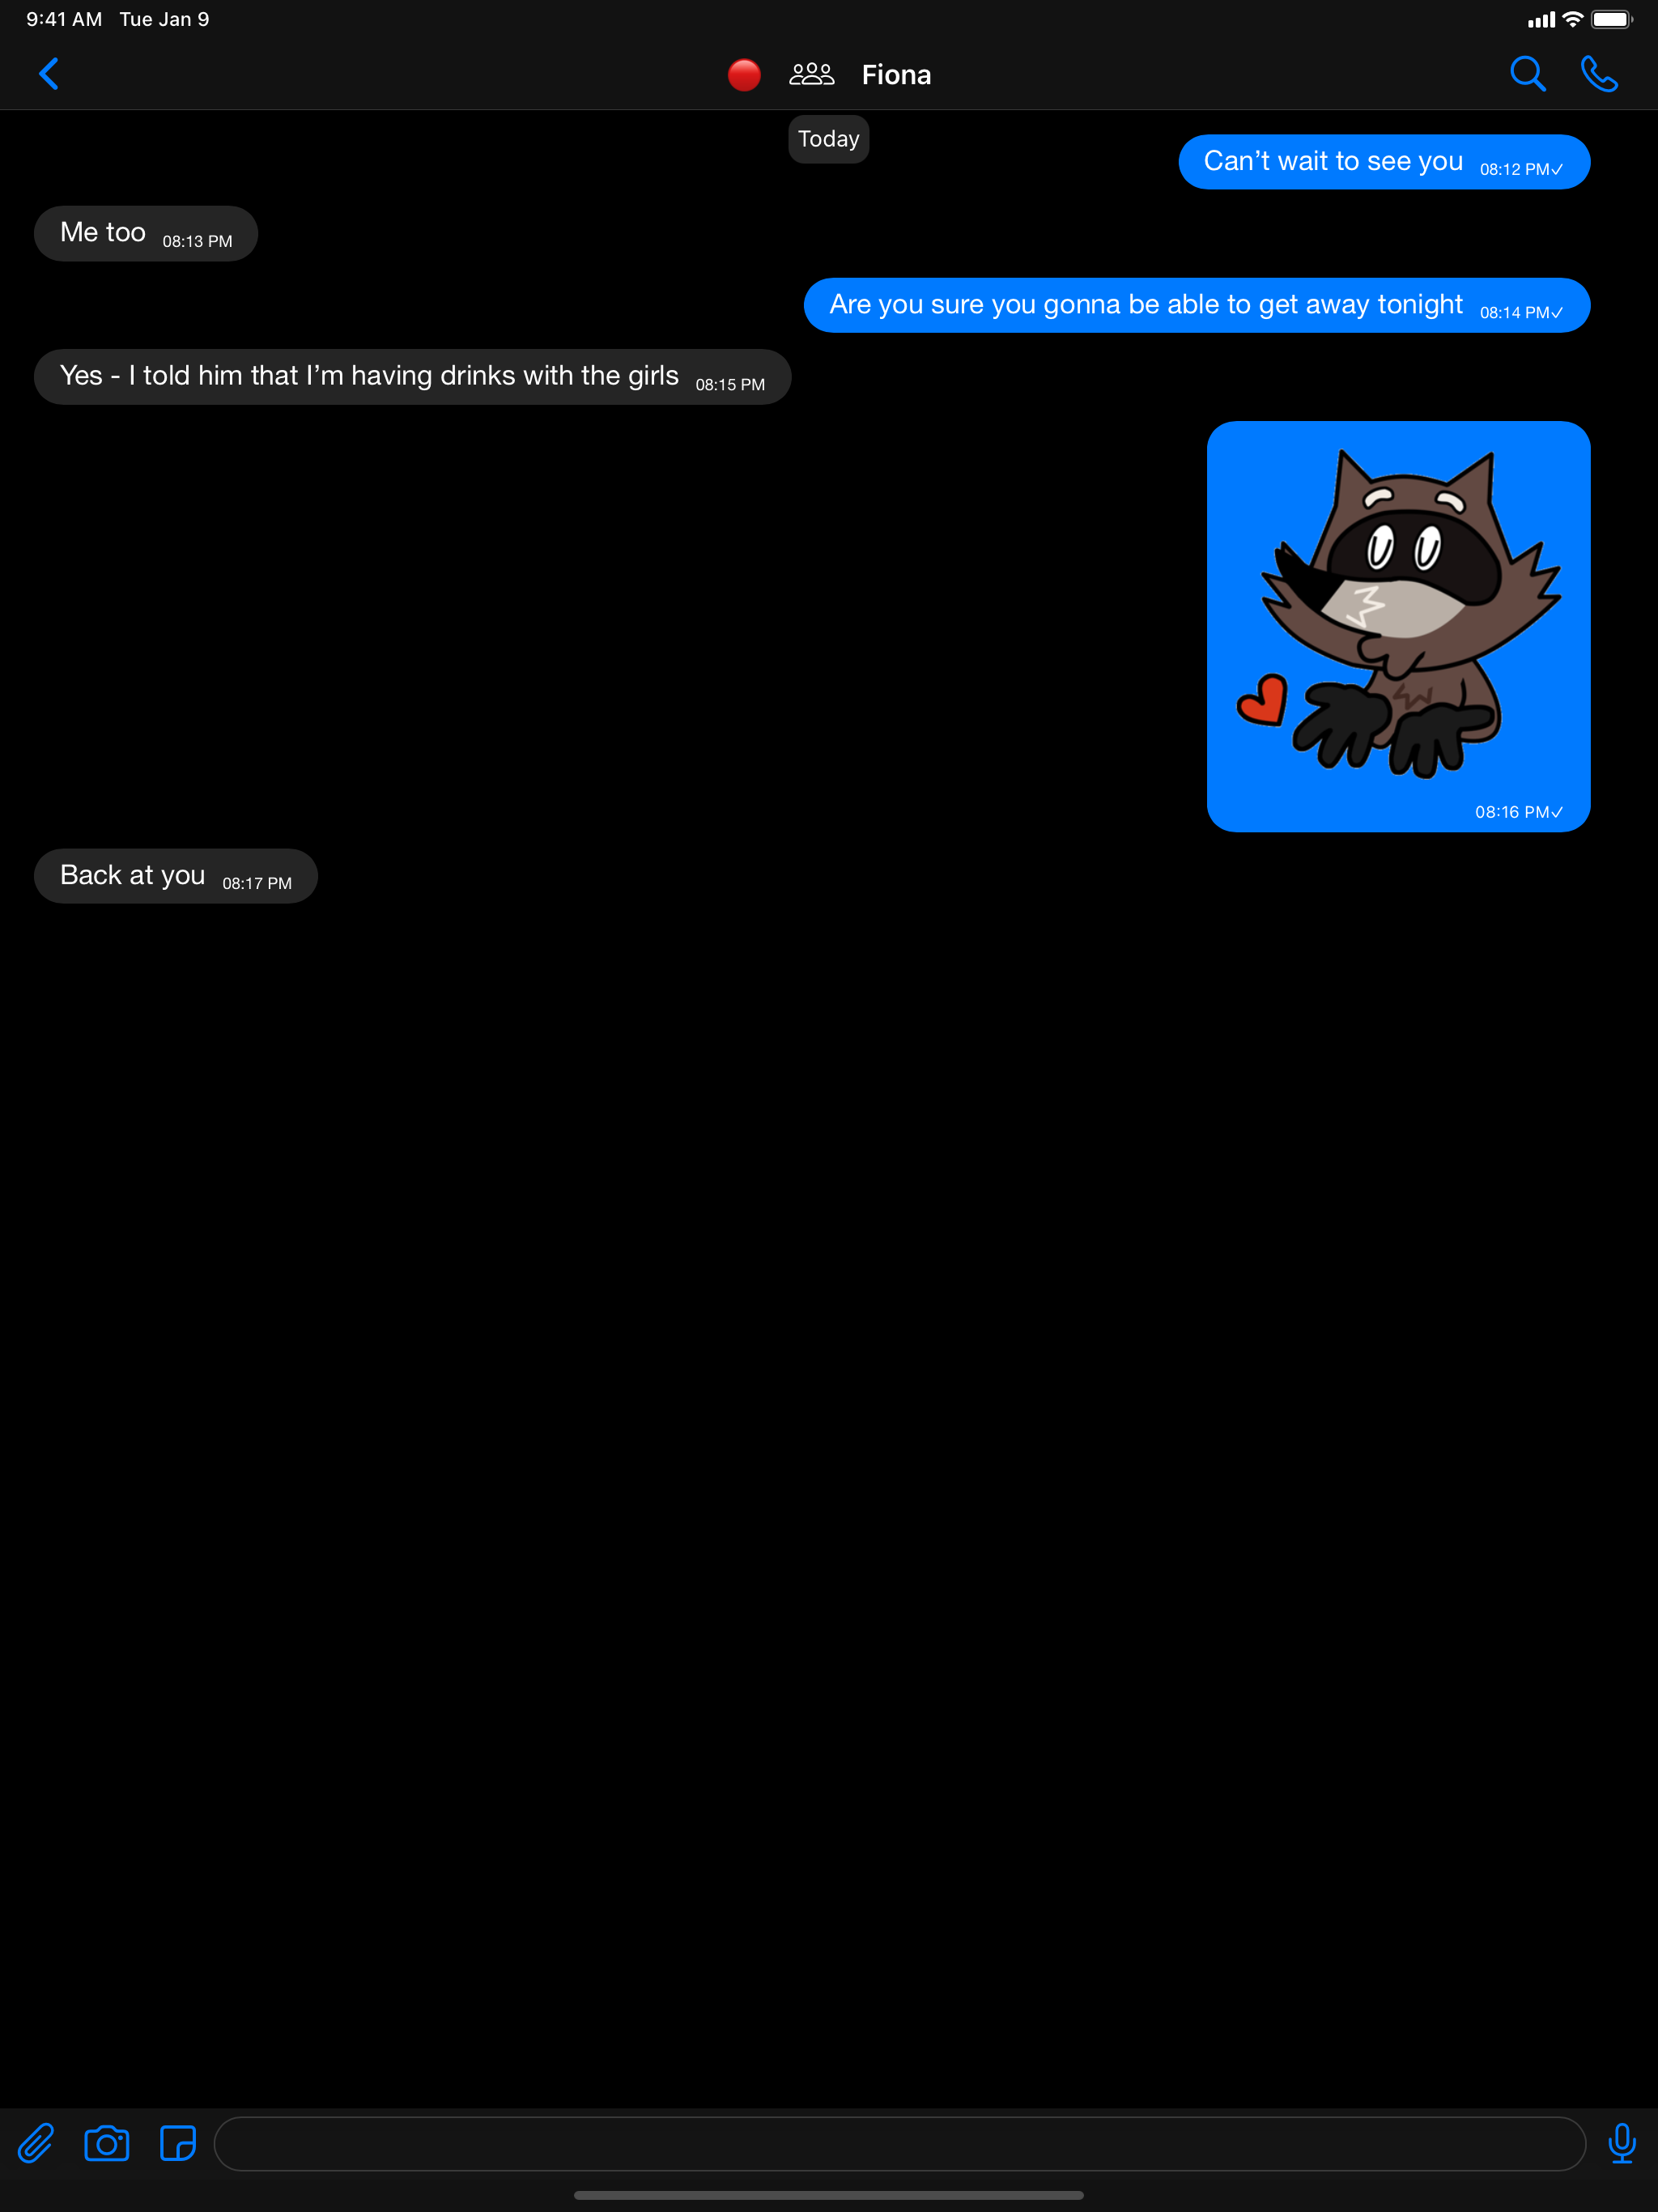 9:41 AM Tue Jan 9
Fiona
Today
Can’t wait to see you 08:12 PM✓
Me too 08:13 PM
Are you sure you gonna be able to get away tonight 08:14 PM✓
Yes - I told him that I’m having drinks with the girls 08:15 PM
08:16 PM✓
Back at you 08:17 PM